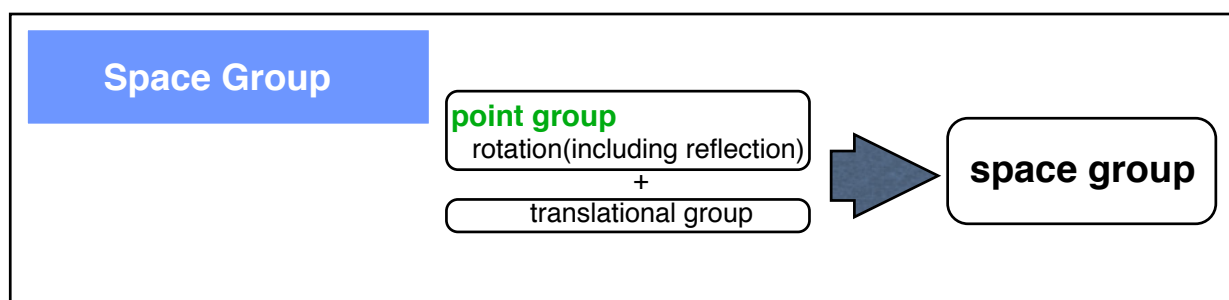 Space Group
point group
rotation(including reflection)
+
translational group
space group